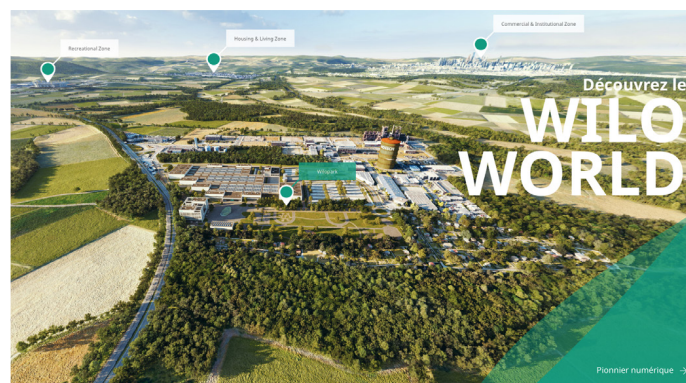 Commercial & Institutional Zone
Housing & Living Zone
Recreational Zone
Découvrez le
WILO
WORLD
Wilopark
Pionnier numérique →